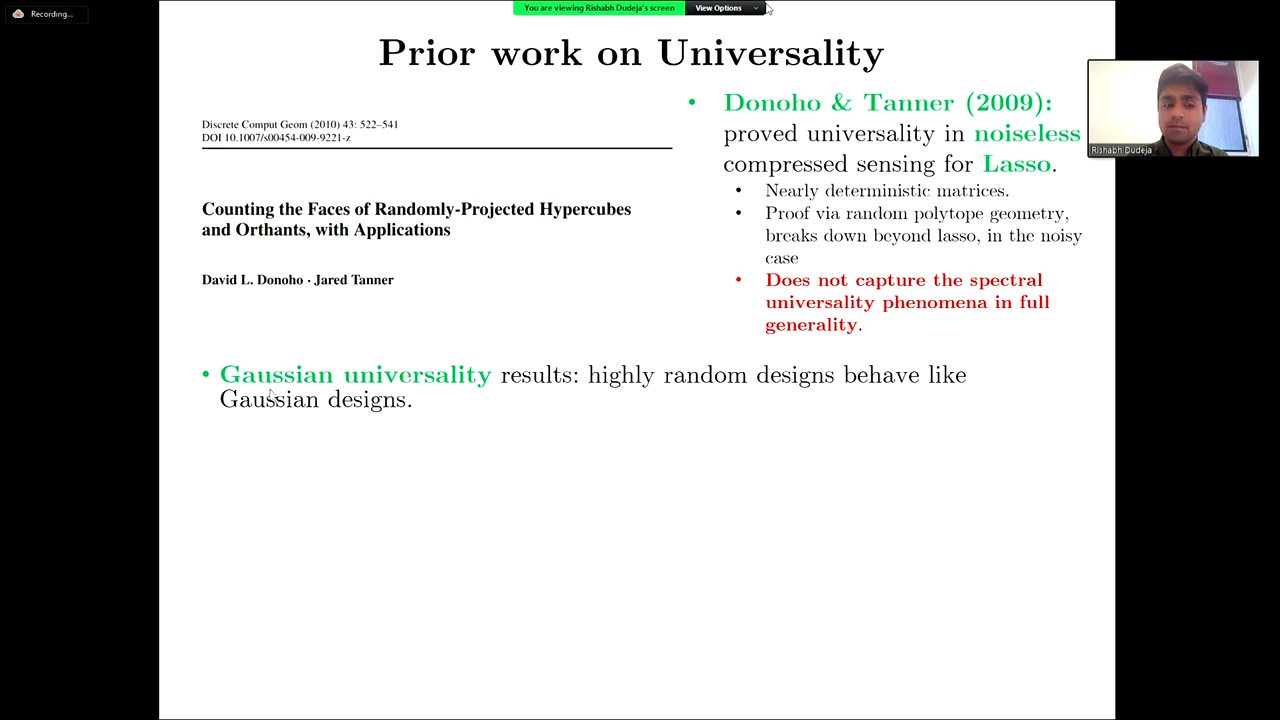 Recording...
You are viewing Rishabh Dudeja's screen
View Options
Prior work on Universality
Discrete Comput Geom (2010) 43: 522–541
DOI 10.1007/s00454-009-9221-z
Counting the Faces of Randomly-Projected Hypercubes
and Orthants, with Applications
David L. Donoho · Jared Tanner
• Donoho & Tanner (2009):
proved universality in noiseless
compressed sensing for Lasso.
• Nearly deterministic matrices.
• Proof via random polytope geometry,
breaks down beyond lasso, in the noisy
case
• Does not capture the spectral
universality phenomena in full
generality.
Rishabh Dudeja
• Gaussian universality results: highly random designs behave like
Gaussian designs.